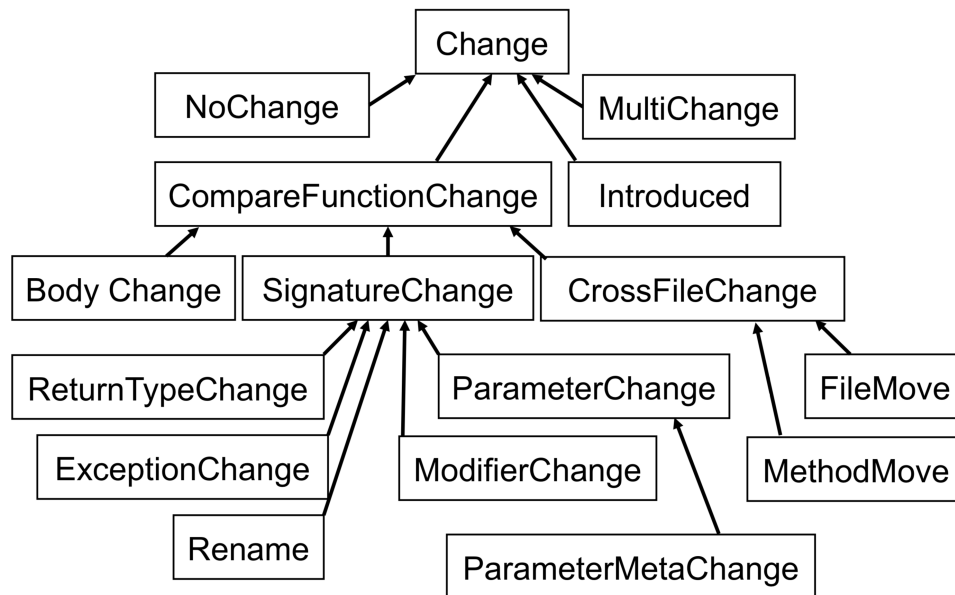 Change
NoChange
MultiChange
CompareFunctionChange
Introduced
Body Change
SignatureChange
CrossFileChange
ReturnTypeChange
ParameterChange
FileMove
ExceptionChange
ModifierChange
MethodMove
Rename
ParameterMetaChange